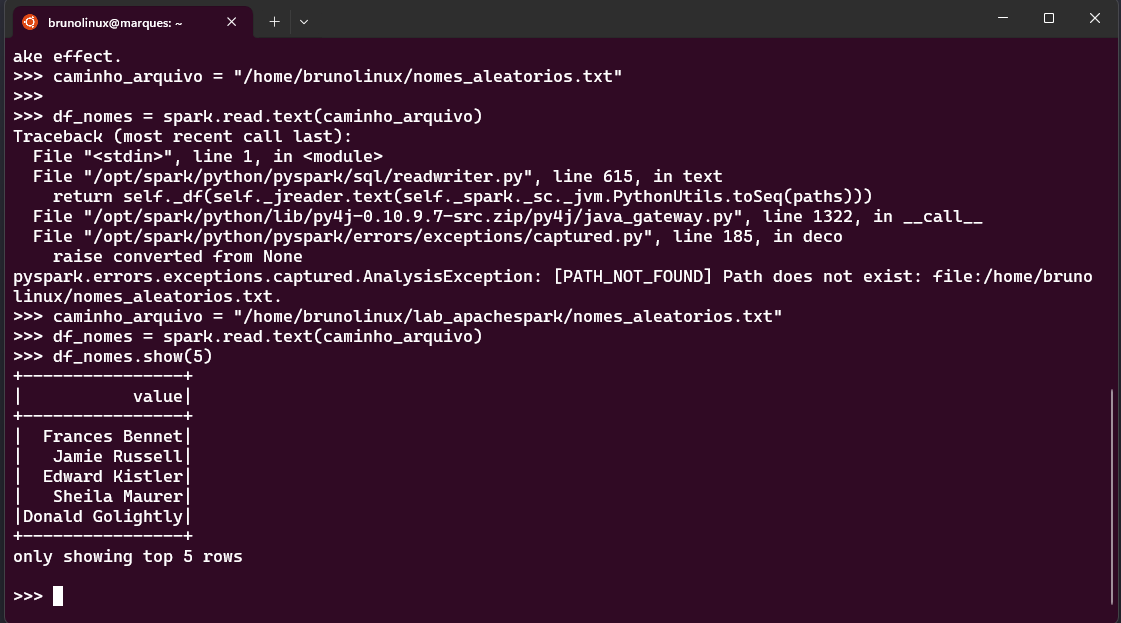 brunolinux@marques: ~
ake effect.
>>> caminho_arquivo = "/home/brunolinux/nomes_aleatorios.txt"
>>>
>>> df_nomes = spark.read.text(caminho_arquivo)
Traceback (most recent call last):
  File "<stdin>", line 1, in <module>
  File "/opt/spark/python/pyspark/sql/readwriter.py", line 615, in text
    return self._df(self._jreader.text(self._spark._sc._jvm.PythonUtils.toSeq(paths)))
  File "/opt/spark/python/lib/py4j-0.10.9.7-src.zip/py4j/java_gateway.py", line 1322, in __call__
  File "/opt/spark/python/pyspark/errors/exceptions/captured.py", line 185, in deco
    raise converted from None
pyspark.errors.exceptions.captured.AnalysisException: [PATH_NOT_FOUND] Path does not exist: file:/home/bruno
linux/nomes_aleatorios.txt.
>>> caminho_arquivo = "/home/brunolinux/lab_apachespark/nomes_aleatorios.txt"
>>> df_nomes = spark.read.text(caminho_arquivo)
>>> df_nomes.show(5)
+----------------+
|           value|
+----------------+
|  Frances Bennet|
|   Jamie Russell|
|  Edward Kistler|
|   Sheila Maurer|
|Donald Golightly|
+----------------+
only showing top 5 rows
>>>